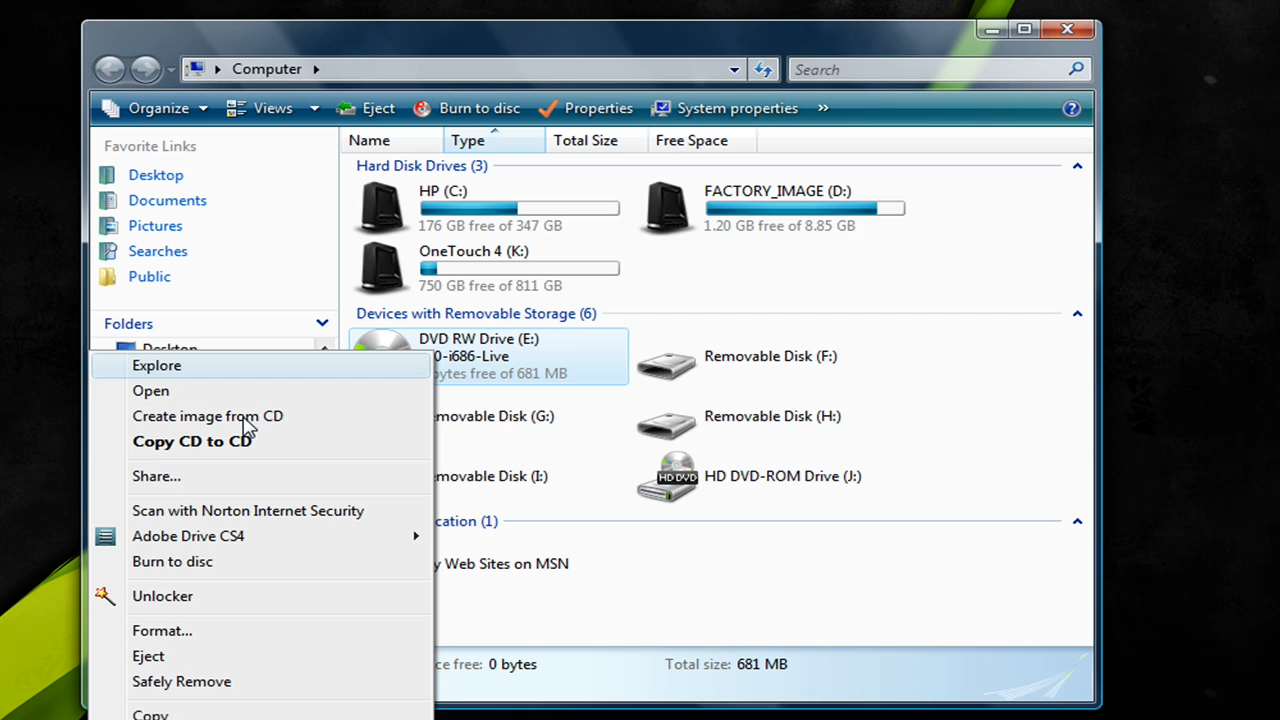 Computer
Search
Organize Views Eject Burn to disc Properties System properties »
Favorite Links
Desktop
Documents
Pictures
Searches
Public
Folders
Desktop
Name Type Total Size Free Space
Hard Disk Drives (3)
HP (C:)
176 GB free of 347 GB
FACTORY_IMAGE (D:)
1.20 GB free of 8.85 GB
OneTouch 4 (K:)
750 GB free of 811 GB
Devices with Removable Storage (6)
DVD RW Drive (E:)
0-i686-Live
bytes free of 681 MB
Removable Disk (F:)
emovable Disk (G:)
Removable Disk (H:)
emovable Disk (I:)
HD DVD
HD DVD-ROM Drive (J:)
ication (1)
y Web Sites on MSN
ce free: 0 bytes
Total size: 681 MB
Explore
Open
Create image from CD
Copy CD to CD
Share...
Scan with Norton Internet Security
Adobe Drive CS4
Burn to disc
Unlocker
Format...
Eject
Safely Remove
Copy